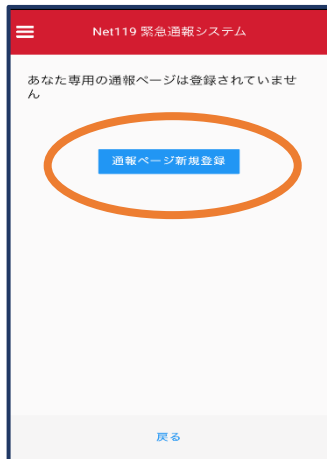 Net119 緊急通報システム
あなた専用の通報ページは登録されていませ
ん
通報ページ新規登録
戻る